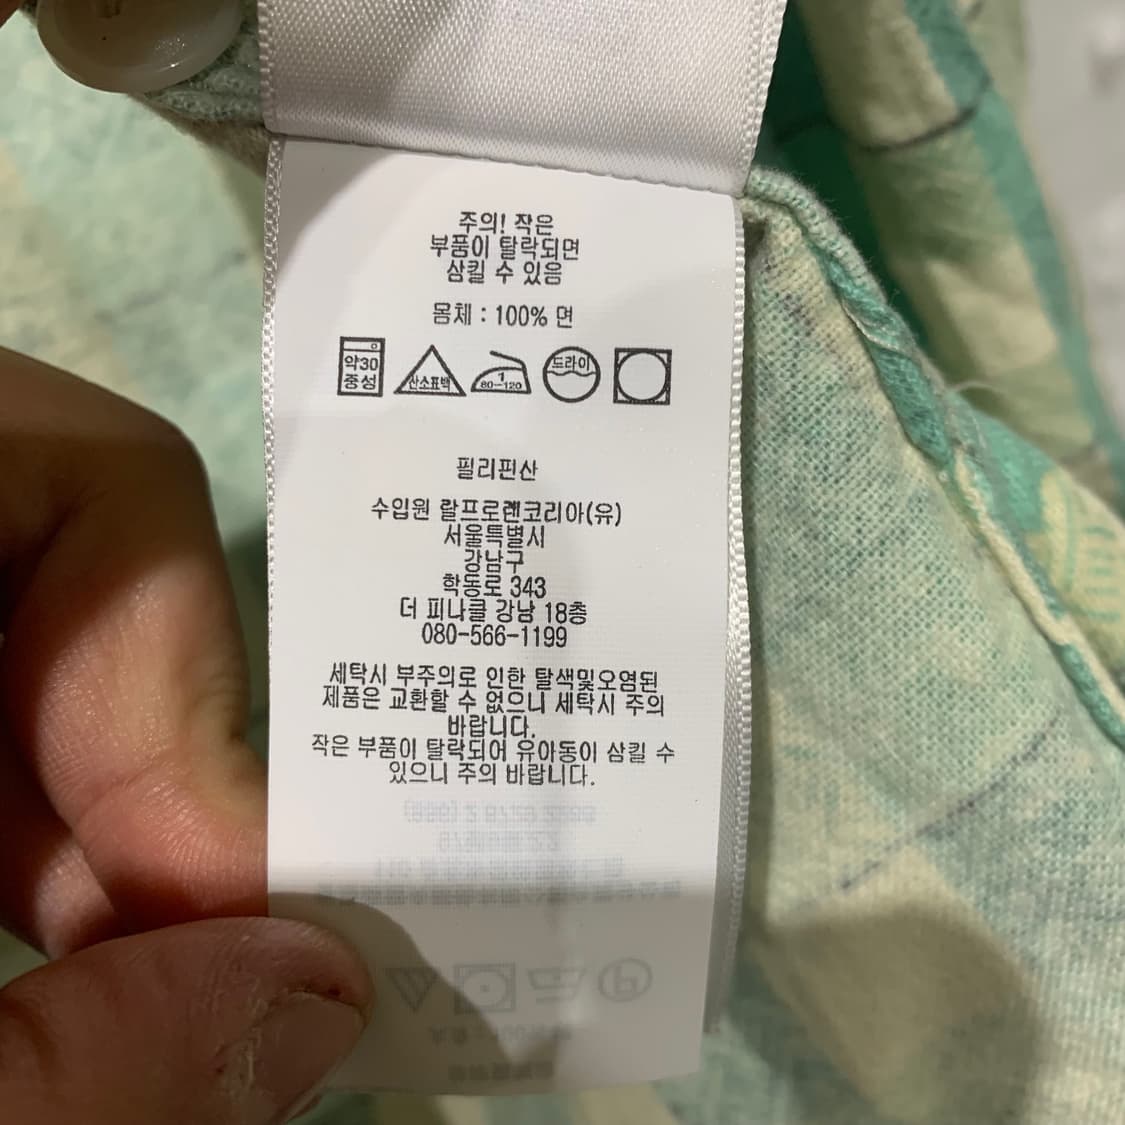 주의! 작은
부품이 탈락되면
삼킬 수 있음
몸체 : 100% 면
약30
중성
산소표백
1
80-120
드라이
필리핀산
수입원 랄프로렌코리아(유)
서울특별시
강남구
학동로 343
더 피나클 강남 18층
080-566-1199
세탁시 부주의로 인한 탈색및오염된
제품은 교환할 수 없으니 세탁시 주의
바랍니다.
작은 부품이 탈락되어 유아동이 삼킬 수
있으니 주의 바랍니다.